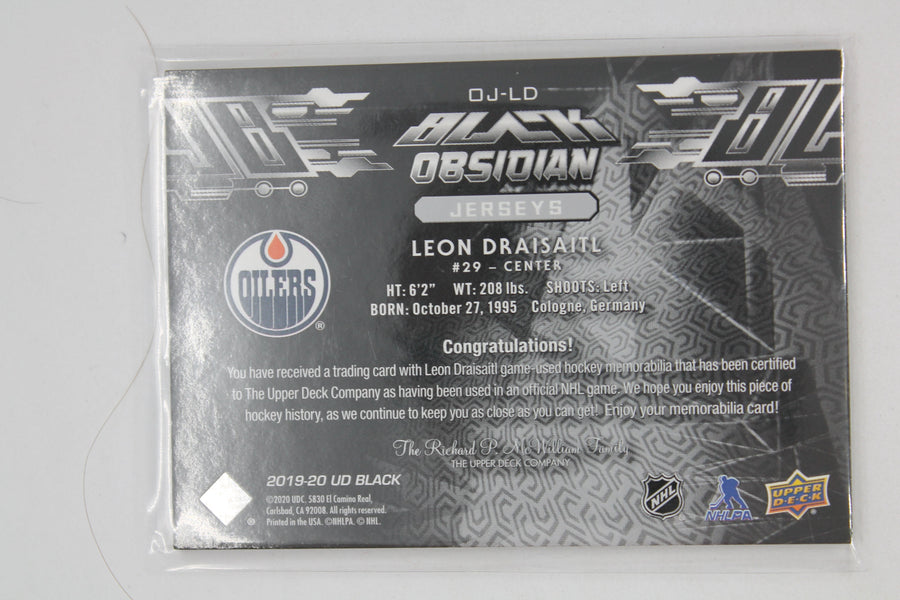 OJ-LD
BLACK
OBSIDIAN
JERSEYS
LEON DRAISAITL
#29 – CENTER
OILERS ®
HT: 6'2" WT: 208 lbs. SHOOTS: Left
BORN: October 27, 1995 Cologne, Germany
Congratulations!
You have received a trading card with Leon Draisaitl game-used hockey memorabilia that has been certified
to The Upper Deck Company as having been used in an official NHL game. We hope you enjoy this piece of
hockey history, as we continue to keep you as close as you can get! Enjoy your memorabilia card!
The Richard P. McWilliam Family
THE UPPER DECK COMPANY
2019-20 UD BLACK
©2020 UDC. 5830 El Camino Real,
Carlsbad, CA 92008. All rights reserved.
Printed in the USA. ©NHLPA. © NHL.
®
NHL
NHLPA
UPPER
DECK